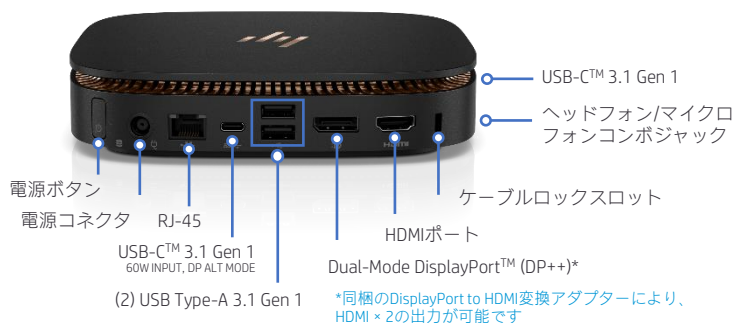 USB-C™ 3.1 Gen 1
ヘッドフォン/マイクロ
フォンコンボジャック
HDMI
電源ボタン
電源コネクタ
RJ-45
ケーブルロックスロット
HDMIポート
USB-C™ 3.1 Gen 1
60W INPUT, DP ALT MODE
Dual-Mode DisplayPort™ (DP++)*
(2) USB Type-A 3.1 Gen 1
*同梱のDisplayPort to HDMI変換アダプターにより、
HDMI × 2の出力が可能です